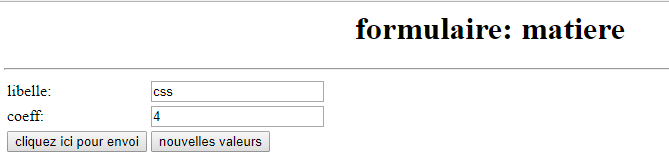 formulaire: matiere
libelle: css
coeff: 4
cliquez ici pour envoi nouvelles valeurs